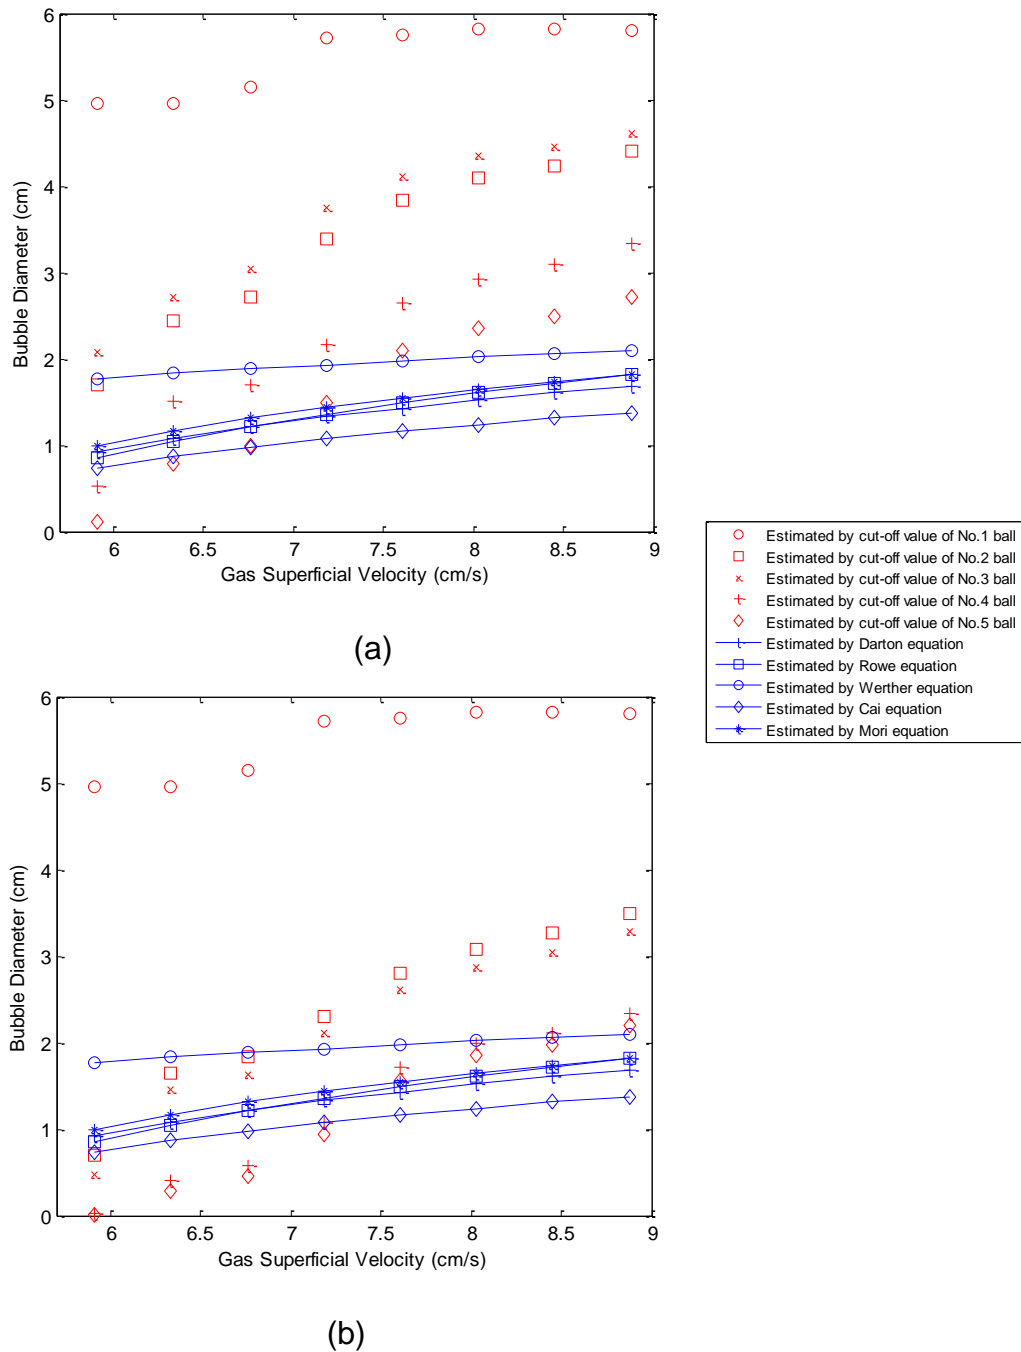 6
5
4
3
2
1
0
Bubble Diameter (cm)
6 6.5 7 7.5 8 8.5 9
Gas Superficial Velocity (cm/s)
(a)
Estimated by cut-off value of No.1 ball
Estimated by cut-off value of No.2 ball
Estimated by cut-off value of No.3 ball
Estimated by cut-off value of No.4 ball
Estimated by cut-off value of No.5 ball
Estimated by Darton equation
Estimated by Rowe equation
Estimated by Werther equation
Estimated by Cai equation
Estimated by Mori equation
6
5
4
3
2
1
0
Bubble Diameter (cm)
6 6.5 7 7.5 8 8.5 9
Gas Superficial Velocity (cm/s)
(b)